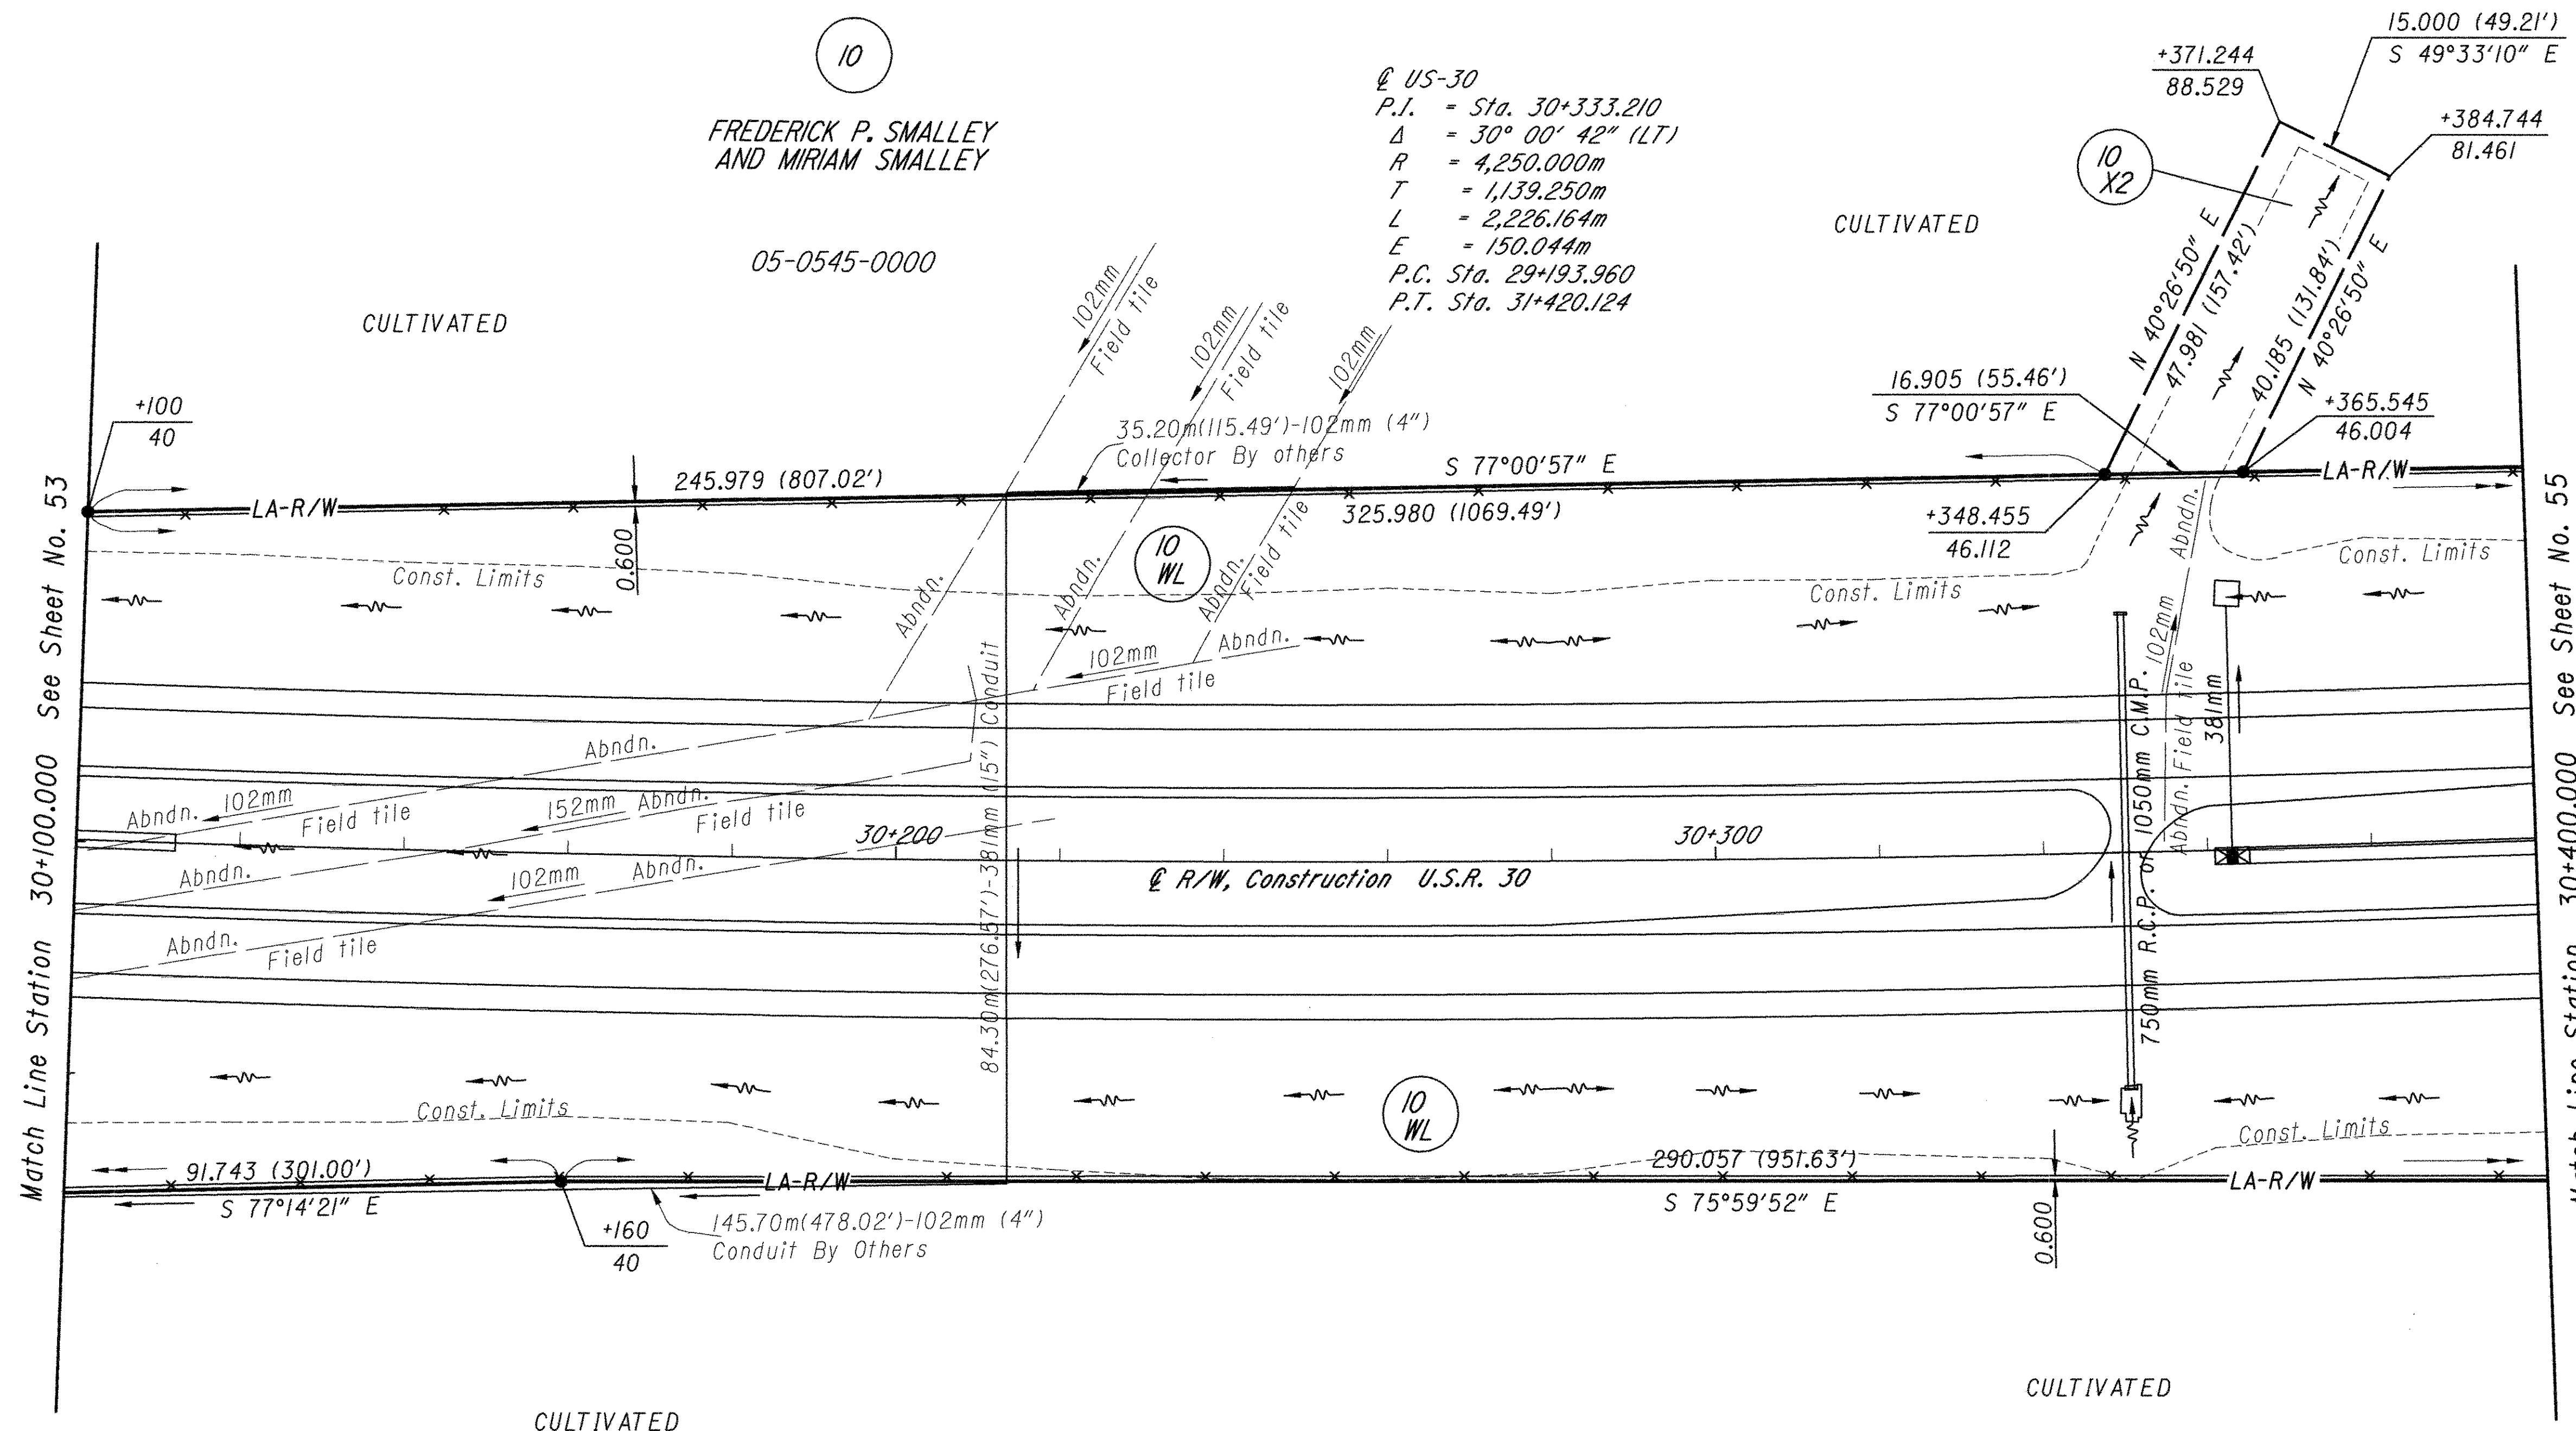 10
FREDERICK P. SMALLEY
AND MIRIAM SMALLEY
05-0545-0000
CULTIVATED
℄ US-30
P.I. = Sta. 30+333.210
Δ = 30° 00' 42" (LT)
R = 4,250.000m
T = 1,139.250m
L = 2,226.164m
E = 150.044m
P.C. Sta. 29+193.960
P.T. Sta. 31+420.124
CULTIVATED
15.000 (49.21')
S 49°33'10" E
+371.244
88.529
+384.744
81.461
10
X2
N 40°26'50" E
47.981 (157.42')
40.185 (131.84')
N 40°26'50" E
16.905 (55.46')
S 77°00'57" E
+365.545
46.004
+348.455
46.112
102mm
Field tile
102mm
Field tile
102mm
Field tile
35.20m(115.49')-102mm (4")
Collector By others
+100
40
LA-R/W
245.979 (807.02')
S 77°00'57" E
325.980 (1069.49')
LA-R/W
0.600
Const. Limits
10
WL
Const. Limits
Const. Limits
Abndn.
Abndn.
Abndn.
Abndn.
102mm
Field tile
Abndn.
Abndn.
102mm
Field tile
152mm
Abndn.
Field tile
Abndn.
102mm
Abndn.
Abndn.
Field tile
84.30m(276.57')-381mm (15") Conduit
30+200
30+300
℄ R/W, Construction U.S.R. 30
750mm R.C.P. or 1050mm C.M.P.
102mm
Abndn.
Abndn. Field tile
381mm
Match Line Station 30+100.000 See Sheet No. 53
Match Line Station 30+400.000 See Sheet No. 55
Const. Limits
10
WL
Const. Limits
91.743 (301.00')
S 77°14'21" E
LA-R/W
290.057 (951.63')
S 75°59'52" E
LA-R/W
0.600
+160
40
145.70m(478.02')-102mm (4")
Conduit By Others
CULTIVATED
CULTIVATED